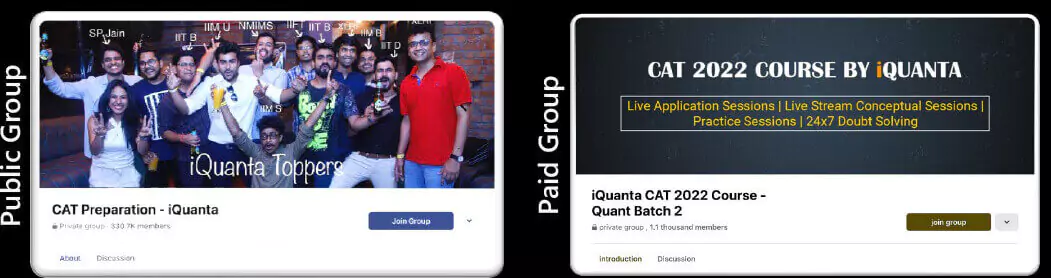 Public Group
SP Jain
IIT B
IIM U
NMIMS
IIFT
IIT B
XLRI
IIM B
IIT D
IIM S
iQuanta Toppers
CAT Preparation - iQuanta
Private group · 330.7K members
Join Group
About
Discussion
Paid Group
CAT 2022 COURSE BY iQUANTA
Live Application Sessions | Live Stream Conceptual Sessions |
Practice Sessions | 24x7 Doubt Solving
iQuanta CAT 2022 Course -
Quant Batch 2
private group , 1.1 thousand members
join group
introduction
Discussion